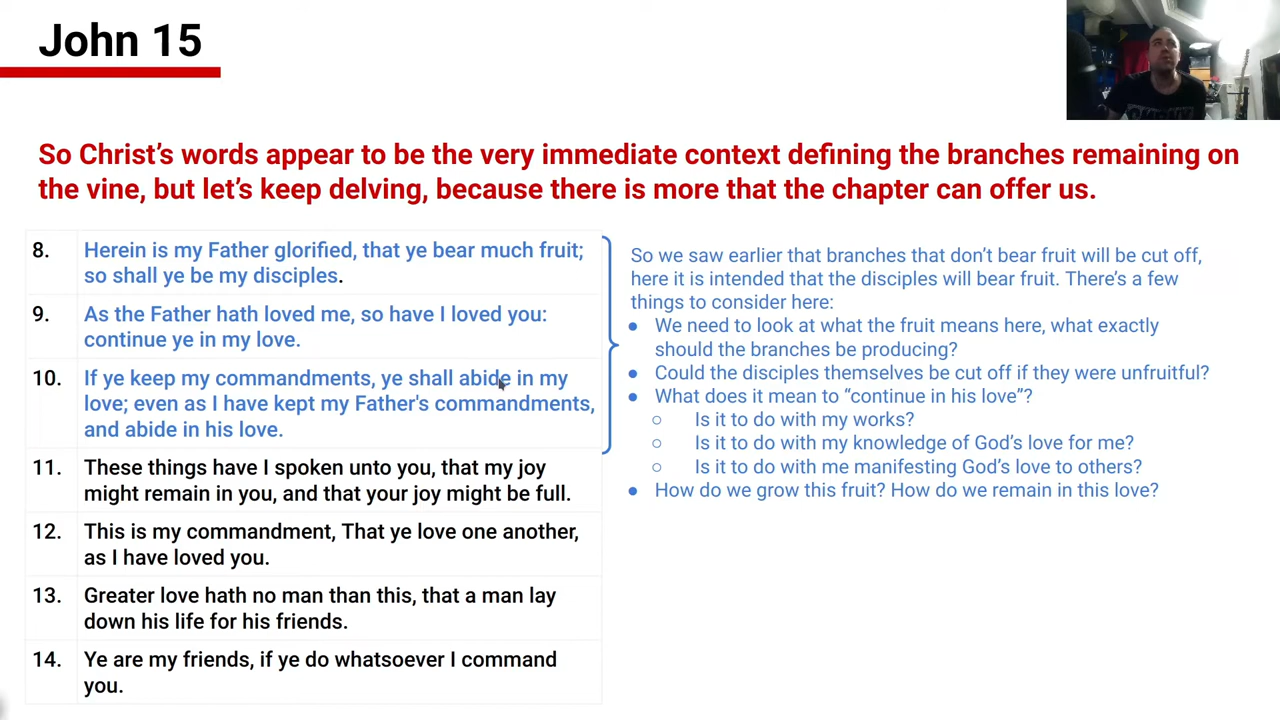 John 15
So Christ’s words appear to be the very immediate context defining the branches remaining on
the vine, but let’s keep delving, because there is more that the chapter can offer us.
8. Herein is my Father glorified, that ye bear much fruit;
so shall ye be my disciples.
9. As the Father hath loved me, so have I loved you:
continue ye in my love.
10. If ye keep my commandments, ye shall abide in my
love; even as I have kept my Father's commandments,
and abide in his love.
11. These things have I spoken unto you, that my joy
might remain in you, and that your joy might be full.
12. This is my commandment, That ye love one another,
as I have loved you.
13. Greater love hath no man than this, that a man lay
down his life for his friends.
14. Ye are my friends, if ye do whatsoever I command
you.
So we saw earlier that branches that don’t bear fruit will be cut off,
here it is intended that the disciples will bear fruit. There’s a few
things to consider here:
● We need to look at what the fruit means here, what exactly
should the branches be producing?
● Could the disciples themselves be cut off if they were unfruitful?
● What does it mean to “continue in his love”?
○ Is it to do with my works?
○ Is it to do with my knowledge of God’s love for me?
○ Is it to do with me manifesting God’s love to others?
● How do we grow this fruit? How do we remain in this love?